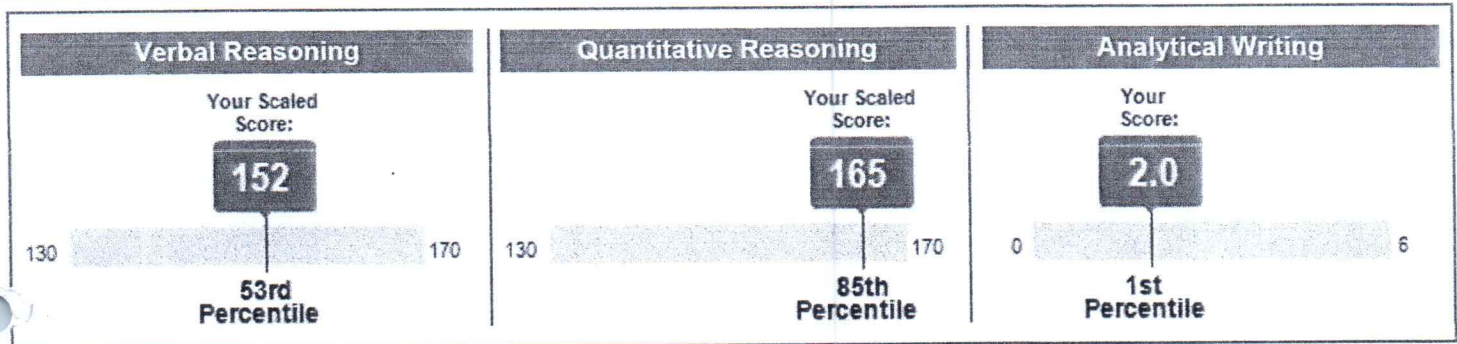 Verbal Reasoning
Your Scaled
Score:
152
130
170
53rd
Percentile
Quantitative Reasoning
Your Scaled
Score:
165
130
170
85th
Percentile
Analytical Writing
Your
Score:
2.0
0
6
1st
Percentile